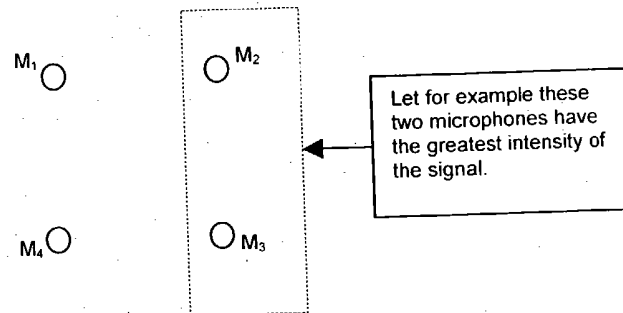 M₁
M₂
Let for example these
two microphones have
the greatest intensity of
the signal.
M₄
M₃